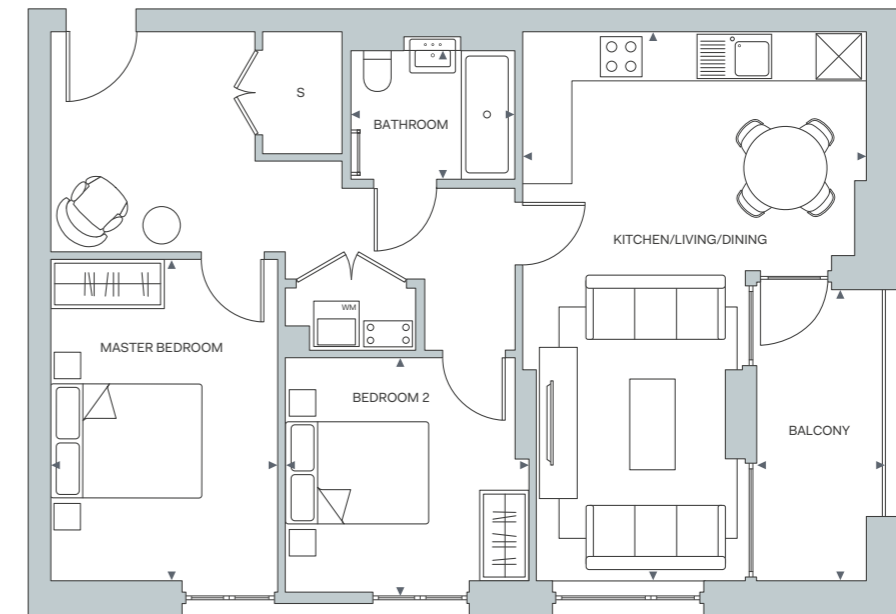 S
BATHROOM
KITCHEN/LIVING/DINING
WM
MASTER BEDROOM
BEDROOM 2
BALCONY